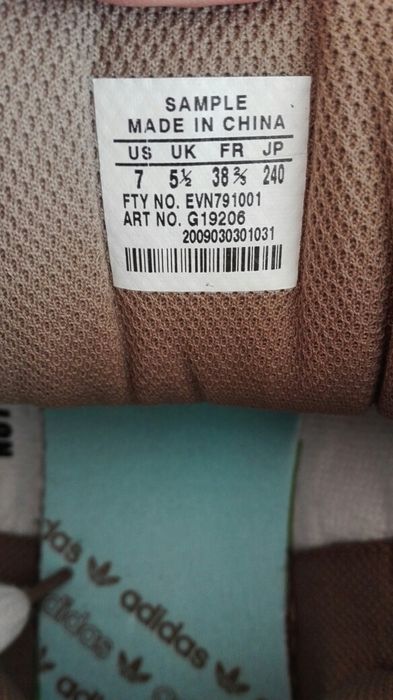 SAMPLE
MADE IN CHINA
US UK FR JP
7 5½ 38⅔ 240
FTY NO. EVN791001
ART NO. G19206
2009030301031
adidas
adidas
adidas